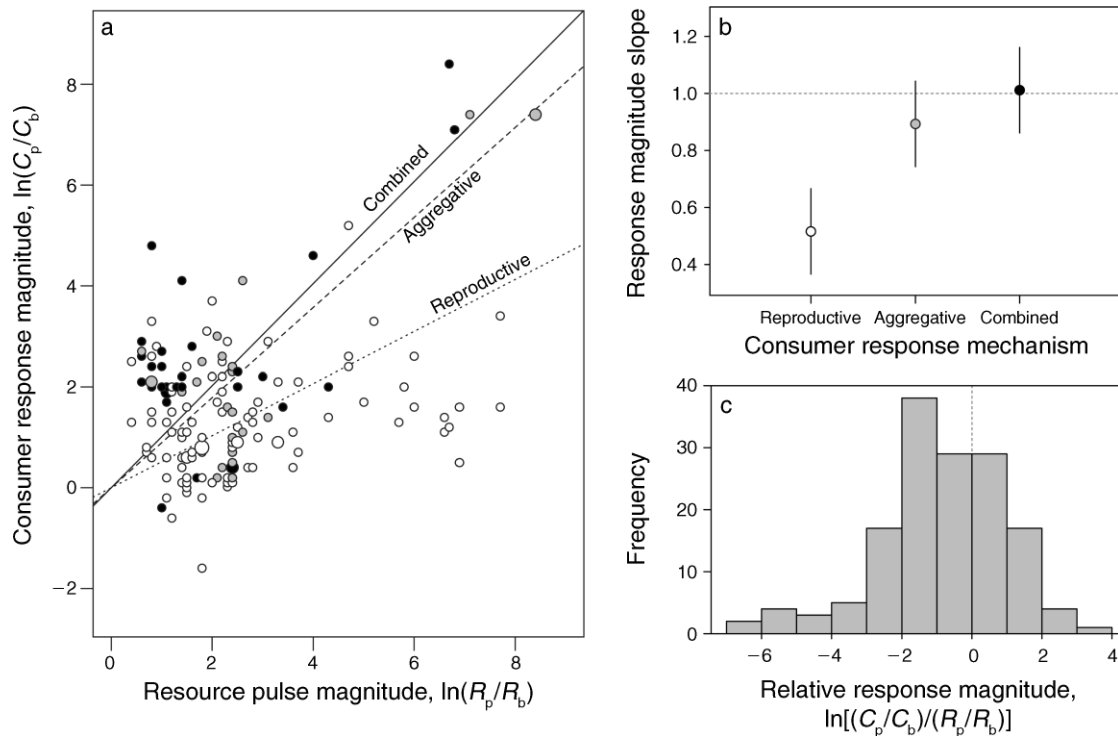 a
Consumer response magnitude, ln(Cp/Cb)
8
6
4
2
0
−2
Combined
Aggregative
Reproductive
0 2 4 6 8
Resource pulse magnitude, ln(Rp/Rb)
b
Response magnitude slope
1.2
1.0
0.8
0.6
0.4
Reproductive Aggregative Combined
Consumer response mechanism
c
Frequency
40
30
20
10
0
−6 −4 −2 0 2 4
Relative response magnitude,
ln[(Cp/Cb)/(Rp/Rb)]